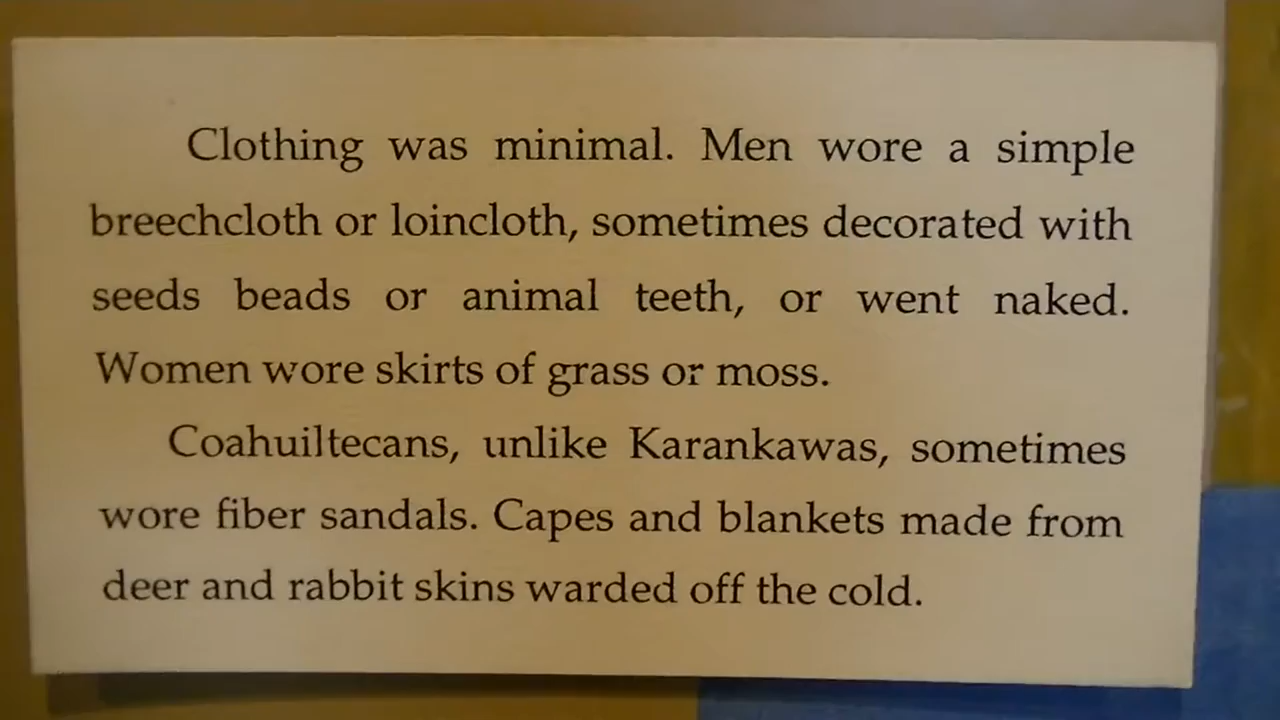 Clothing was minimal. Men wore a simple
breechcloth or loincloth, sometimes decorated with
seeds beads or animal teeth, or went naked.
Women wore skirts of grass or moss.
Coahuiltecans, unlike Karankawas, sometimes
wore fiber sandals. Capes and blankets made from
deer and rabbit skins warded off the cold.